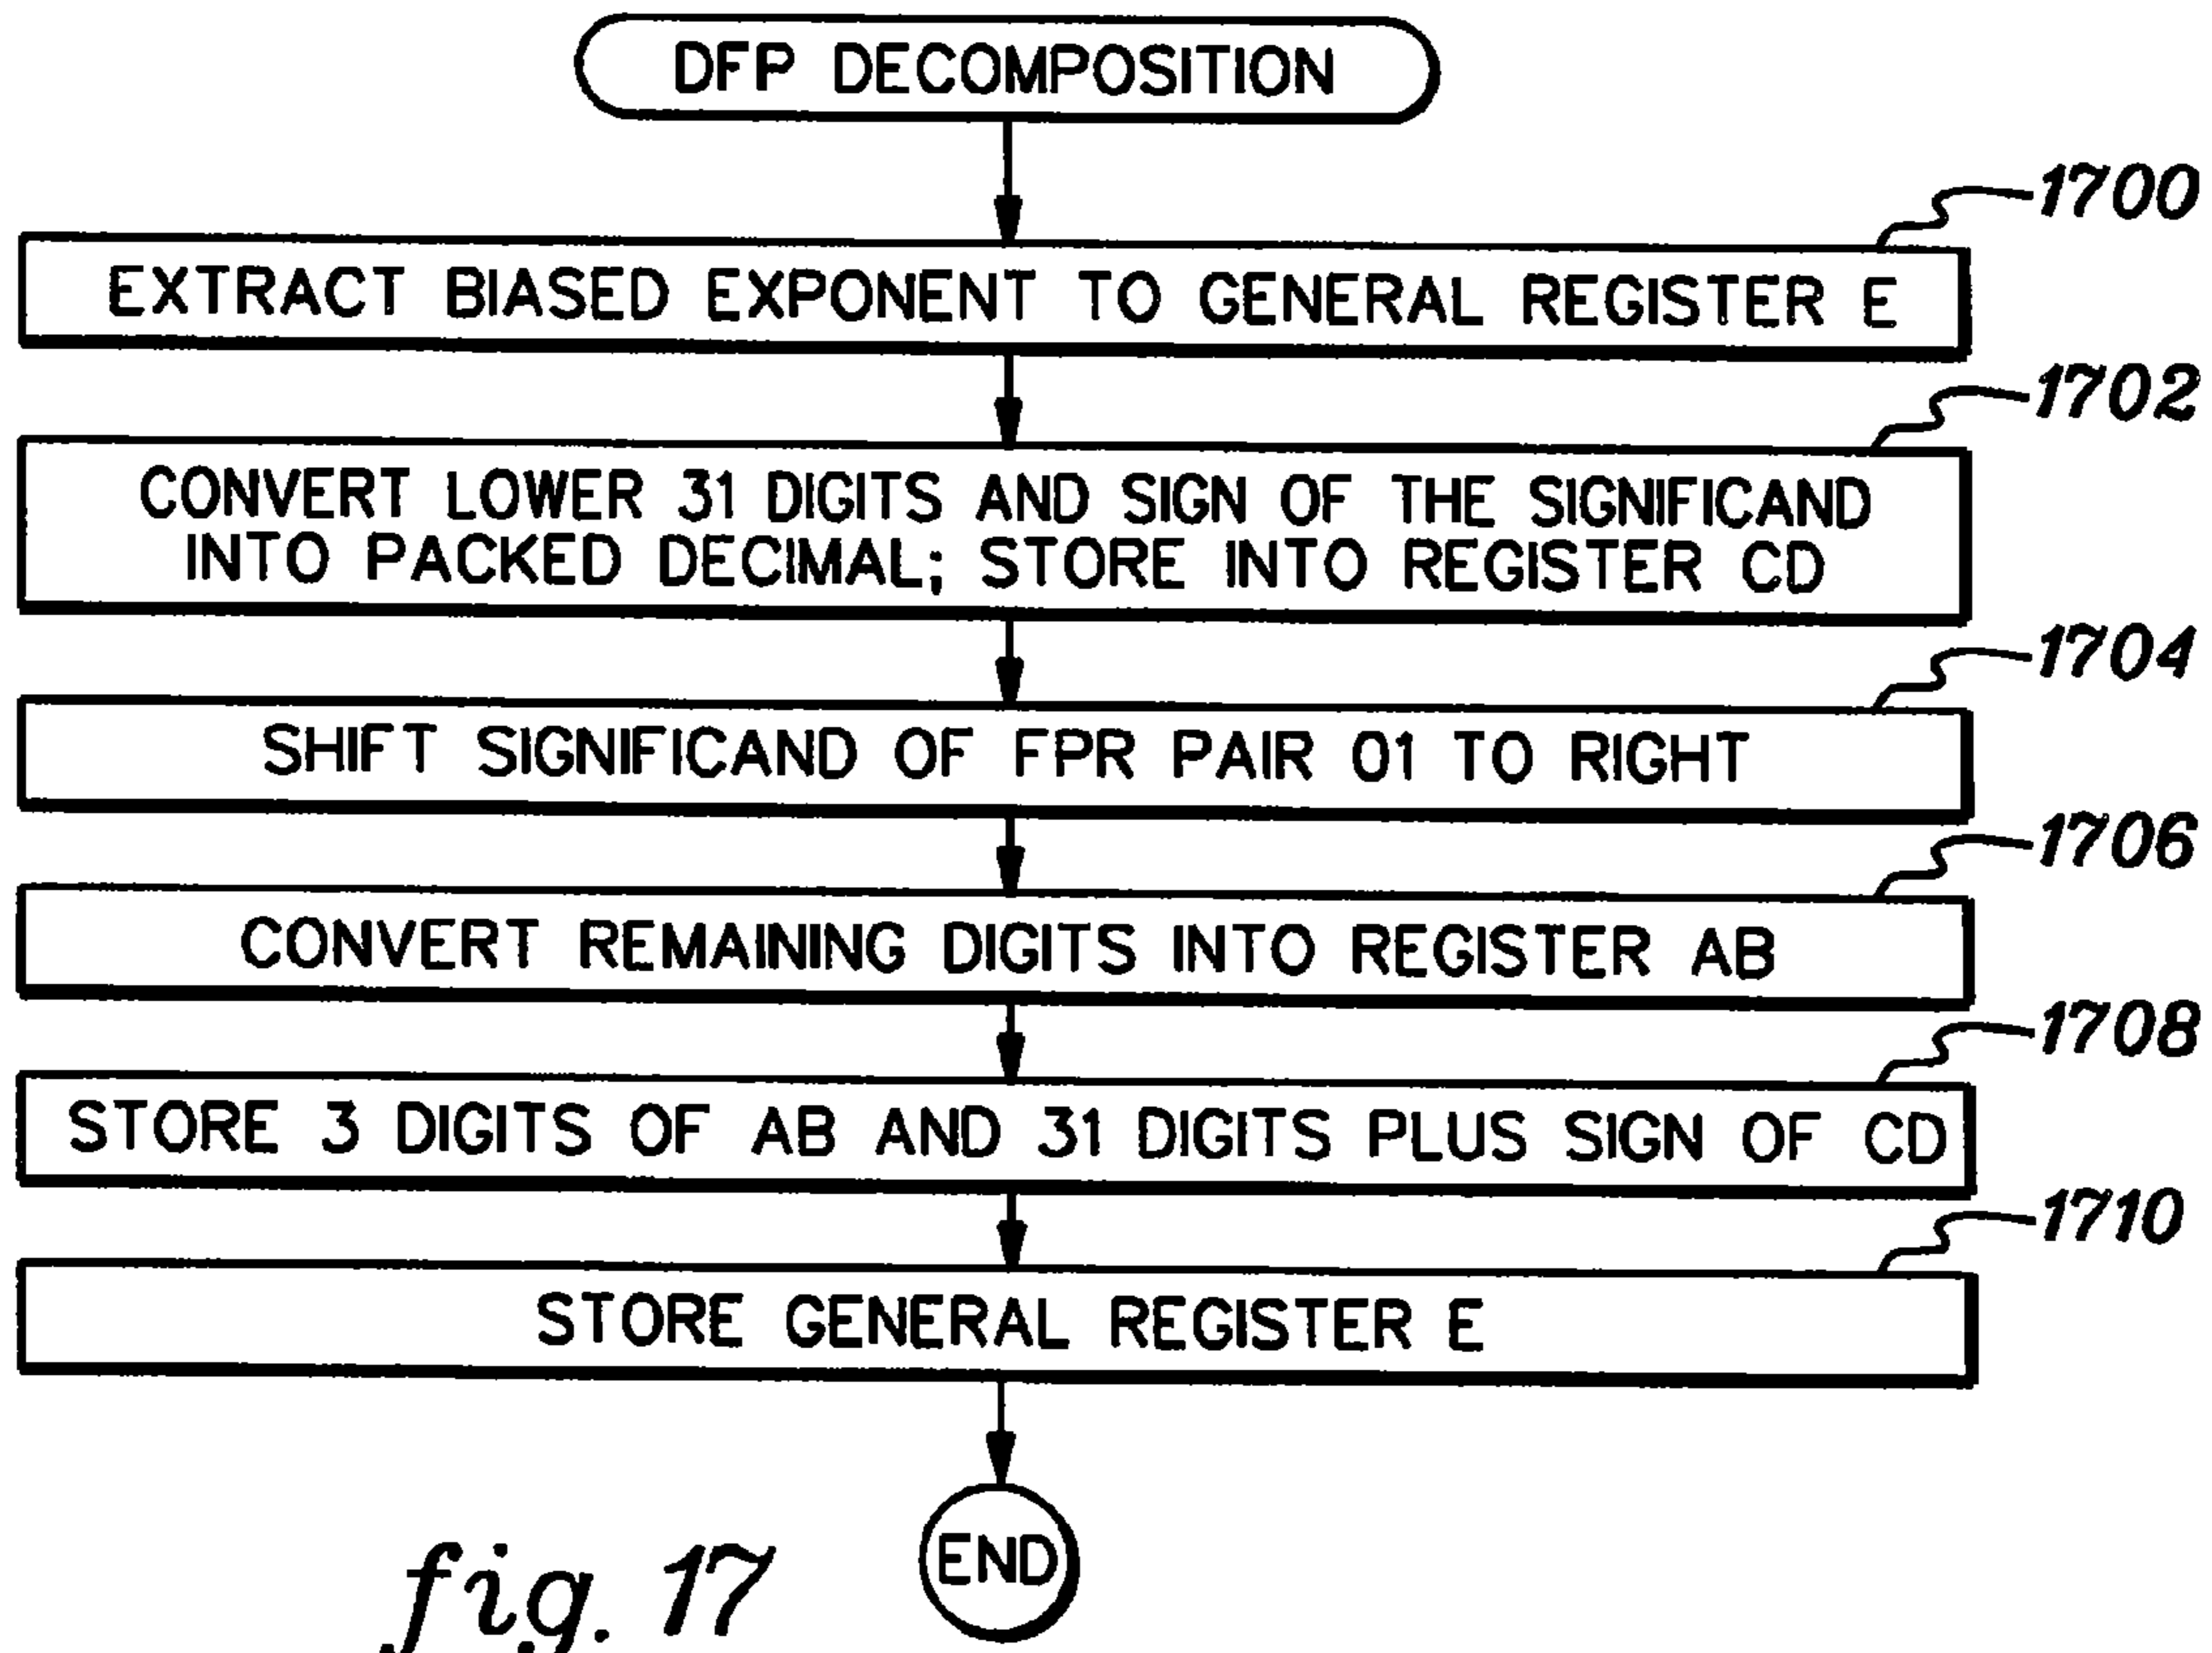 DFP DECOMPOSITION
1700
EXTRACT BIASED EXPONENT TO GENERAL REGISTER E
1702
CONVERT LOWER 31 DIGITS AND SIGN OF THE SIGNIFICAND
INTO PACKED DECIMAL; STORE INTO REGISTER CD
1704
SHIFT SIGNIFICAND OF FPR PAIR 01 TO RIGHT
1706
CONVERT REMAINING DIGITS INTO REGISTER AB
1708
STORE 3 DIGITS OF AB AND 31 DIGITS PLUS SIGN OF CD
1710
STORE GENERAL REGISTER E
END
fig. 17